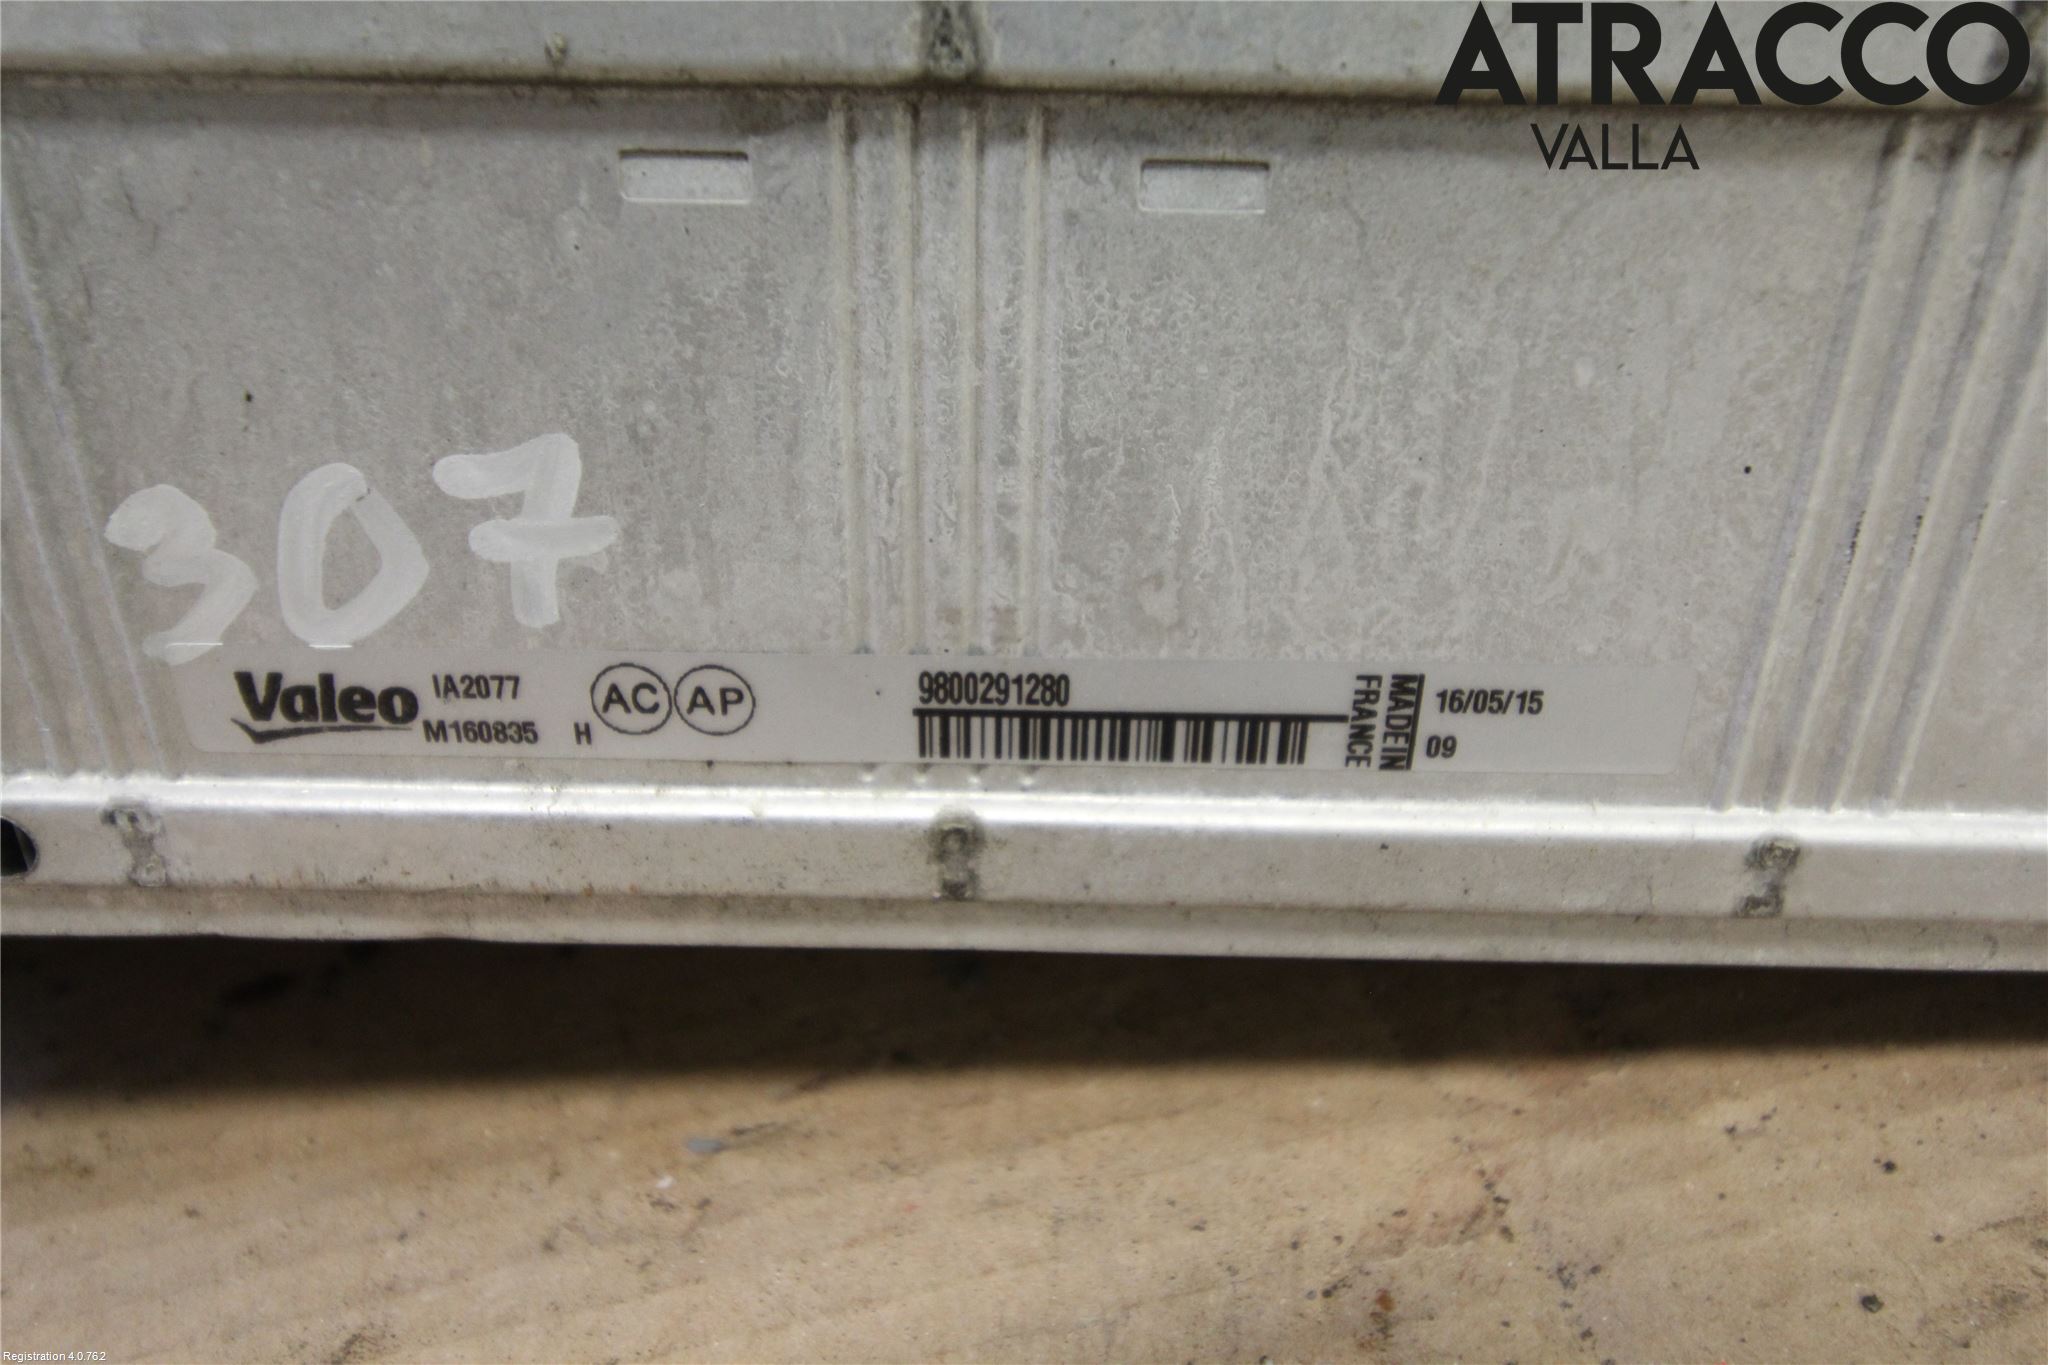 ATRACCO
VALLA
307
Valeo
IA2077
M160835 H
AC AP
9800291280
MADE IN
FRANCE
16/05/15
09
Registration 4.0.762